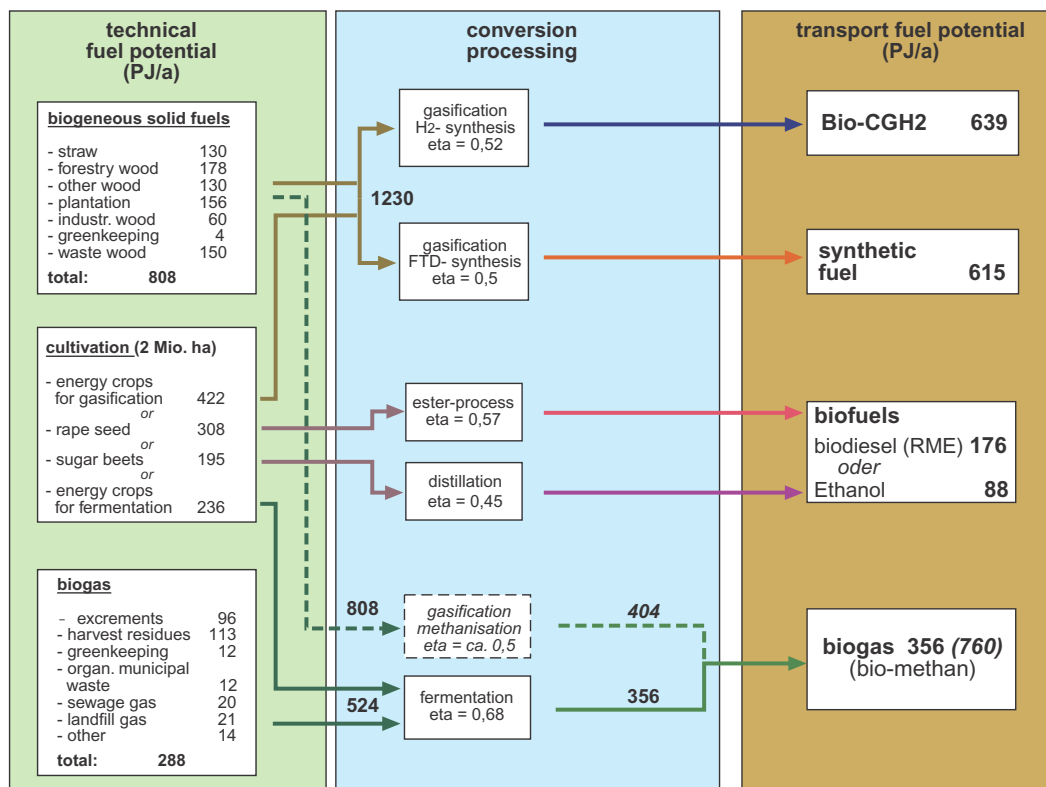 technical
fuel potential
(PJ/a)
biogeneous solid fuels
- straw 130
- forestry wood 178
- other wood 130
- plantation 156
- industr. wood 60
- greenkeeping 4
- waste wood 150
total: 808
cultivation (2 Mio. ha)
- energy crops
for gasification 422
or
- rape seed 308
or
- sugar beets 195
or
- energy crops
for fermentation 236
biogas
- excrements 96
- harvest residues 113
- greenkeeping 12
- organ. municipal
waste 12
- sewage gas 20
- landfill gas 21
- other 14
total: 288
conversion
processing
gasification
H2- synthesis
eta = 0,52
1230
gasification
FTD- synthesis
eta = 0,5
ester-process
eta = 0,57
distillation
eta = 0,45
808
gasification
methanisation
eta = ca. 0,5
404
524
fermentation
eta = 0,68
356
transport fuel potential
(PJ/a)
Bio-CGH2 639
synthetic
fuel 615
biofuels
biodiesel (RME) 176
oder
Ethanol 88
biogas 356 (760)
(bio-methan)